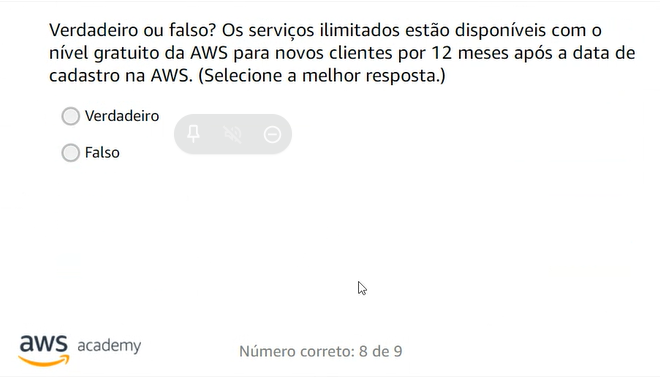 Verdadeiro ou falso? Os serviços ilimitados estão disponíveis com o
nível gratuito da AWS para novos clientes por 12 meses após a data de
cadastro na AWS. (Selecione a melhor resposta.)
Verdadeiro
Falso
aws academy
Número correto: 8 de 9